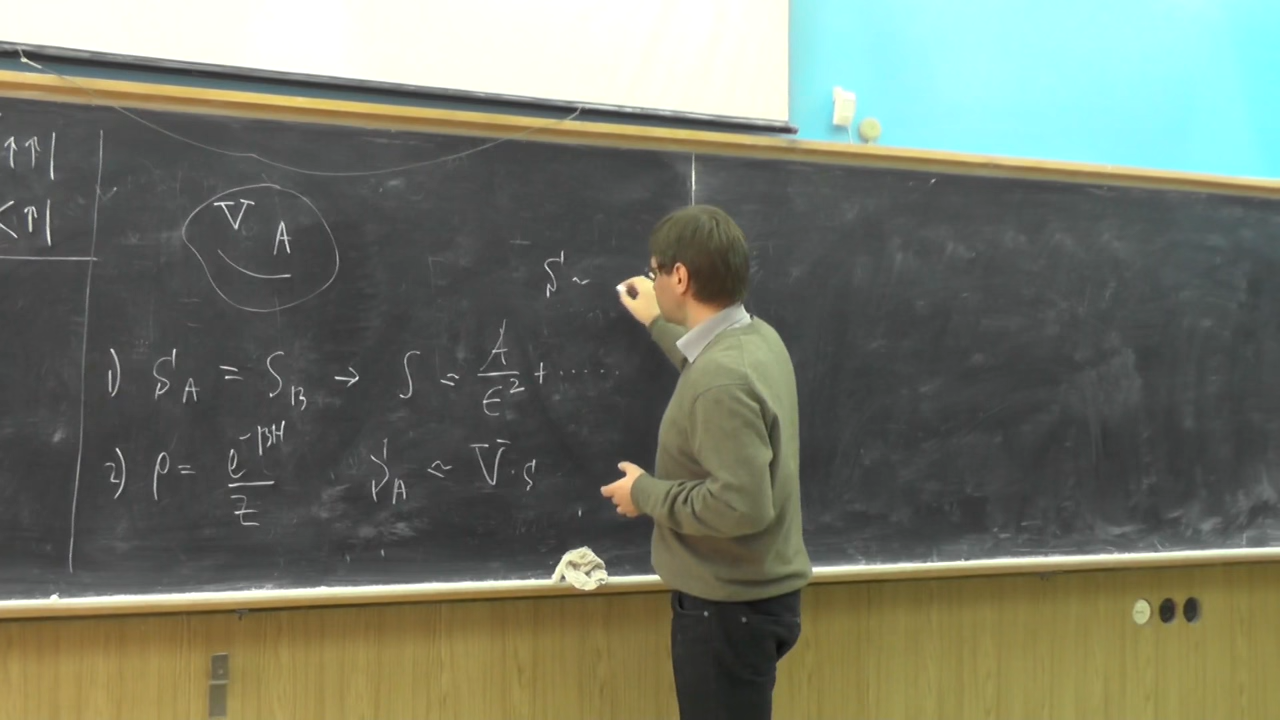 ↑↑|
<↑|
V A
S ~
1) S_A = S_B → S ≃ A/ϵ² + .....
2) ρ = e^{-βH}/Z S_A ~ V·s